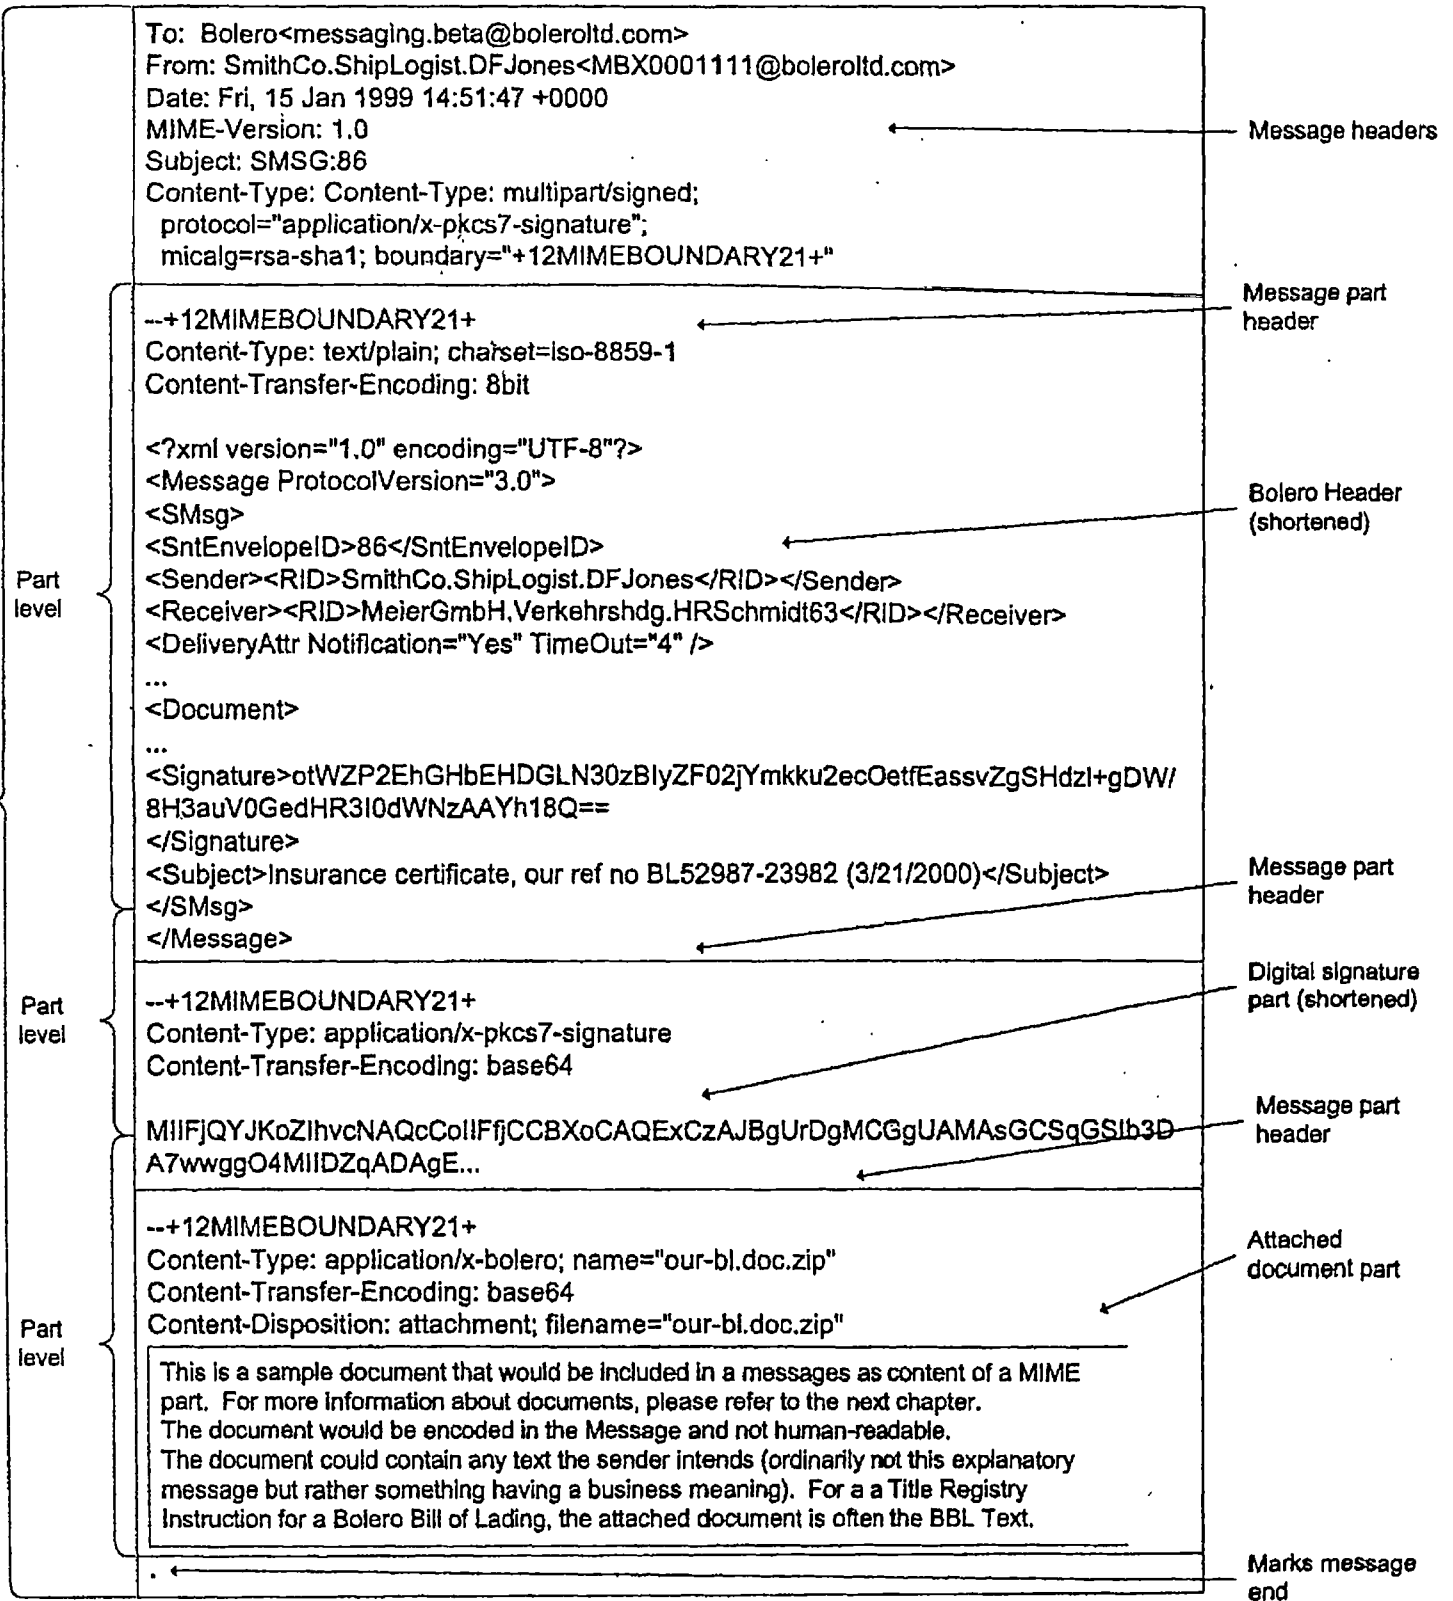 To: Bolero<messaging.beta@boleroltd.com>
From: SmithCo.ShipLogist.DFJones<MBX0001111@boleroltd.com>
Date: Fri, 15 Jan 1999 14:51:47 +0000
MIME-Version: 1.0
Message headers
Subject: SMSG:86
Content-Type: Content-Type: multipart/signed;
protocol="application/x-pkcs7-signature";
micalg=rsa-sha1; boundary="+12MIMEBOUNDARY21+"
Message part
header
--+12MIMEBOUNDARY21+
Content-Type: text/plain; charset=iso-8859-1
Content-Transfer-Encoding: 8bit
<?xml version="1.0" encoding="UTF-8"?>
<Message ProtocolVersion="3.0">
<SMsg>
Bolero Header
(shortened)
<SntEnvelopeID>86</SntEnvelopeID>
Part
level
<Sender><RID>SmithCo.ShipLogist.DFJones</RID></Sender>
<Receiver><RID>MeierGmbH.Verkehrshdg.HRSchmidt63</RID></Receiver>
<DeliveryAttr Notification="Yes" TimeOut="4" />
...
<Document>
...
<Signature>otWZP2EhGHbEHDGLN30zBIyZF02jYmkku2ecOetfEassvZgSHdzI+gDW/
8H3auV0GedHR3I0dWNzAAYh18Q==
</Signature>
<Subject>Insurance certificate, our ref no BL52987-23982 (3/21/2000)</Subject>
Message part
header
</SMsg>
</Message>
Digital signature
part (shortened)
Part
level
--+12MIMEBOUNDARY21+
Content-Type: application/x-pkcs7-signature
Content-Transfer-Encoding: base64
Message part
header
MIIFjQYJKoZIhvcNAQcCoIIFfjCCBXoCAQExCzAJBgUrDgMCGgUAMAsGCSqGSIb3D
A7wwggO4MIIDZqADAgE...
--+12MIMEBOUNDARY21+
Content-Type: application/x-bolero; name="our-bl.doc.zip"
Attached
document part
Content-Transfer-Encoding: base64
Content-Disposition: attachment; filename="our-bl.doc.zip"
Part
level
This is a sample document that would be included in a messages as content of a MIME
part. For more information about documents, please refer to the next chapter.
The document would be encoded in the Message and not human-readable.
The document could contain any text the sender intends (ordinarily not this explanatory
message but rather something having a business meaning). For a a Title Registry
Instruction for a Bolero Bill of Lading, the attached document is often the BBL Text.
.
Marks message
end